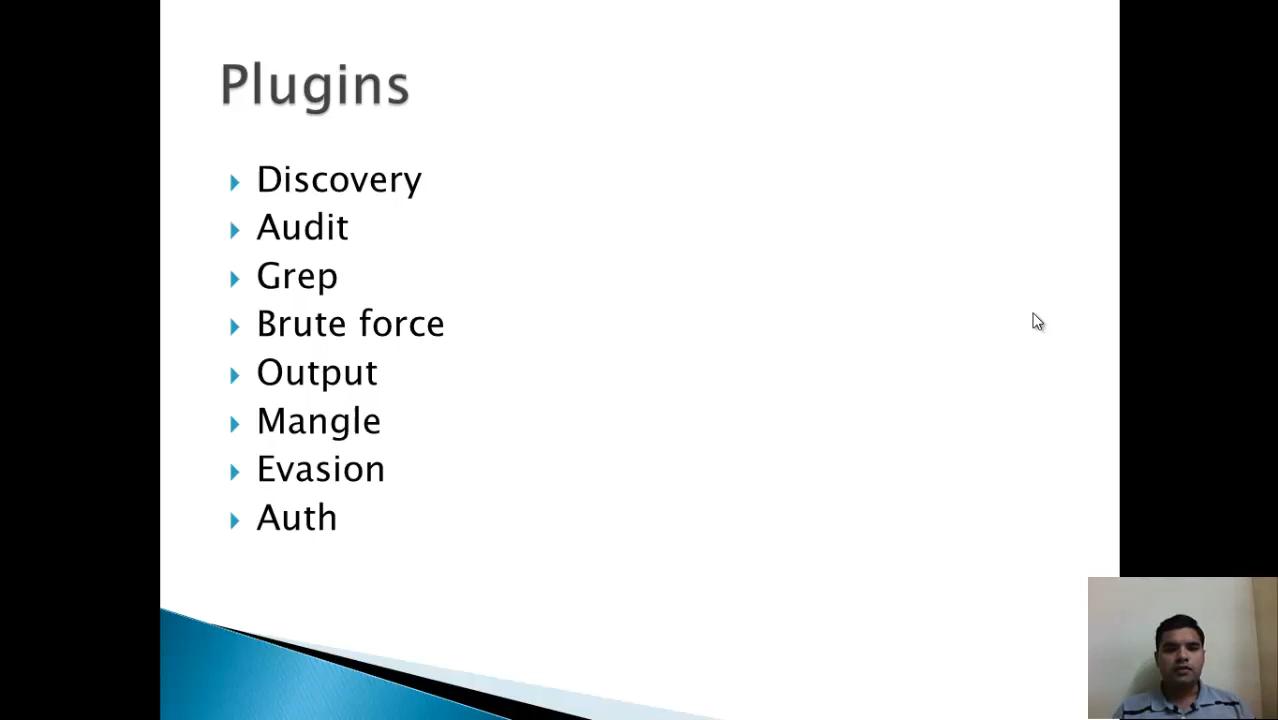 Plugins
Discovery
Audit
Grep
Brute force
Output
Mangle
Evasion
Auth